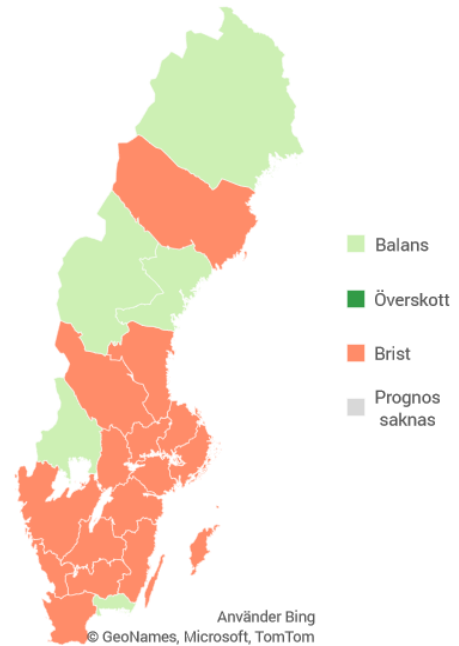 Balans
Överskott
Brist
Prognos
saknas
Använder Bing
© GeoNames, Microsoft, TomTom